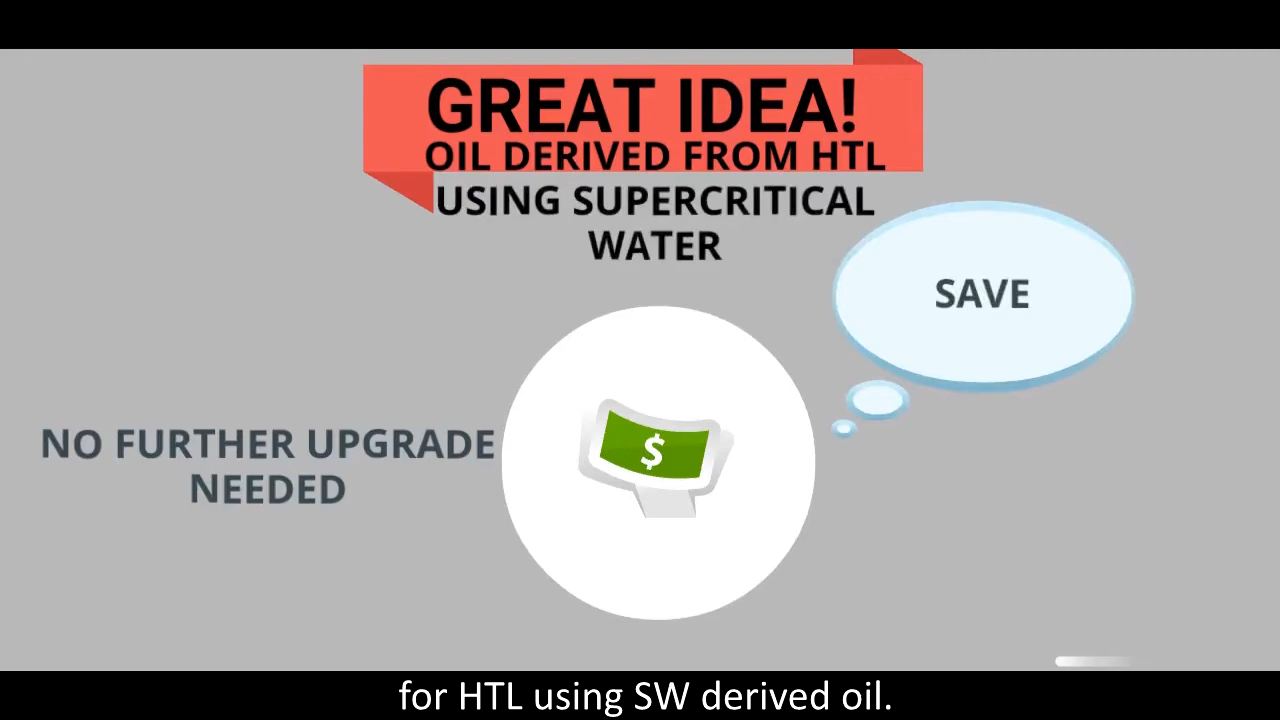 GREAT IDEA!
OIL DERIVED FROM HTL
USING SUPERCRITICAL
WATER
SAVE
NO FURTHER UPGRADE
NEEDED
$
for HTL using SW derived oil.